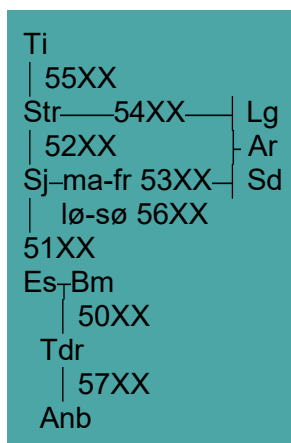 Ti
55XX
Str 54XX Lg
52XX Ar
Sj ma-fr 53XX Sd
lø-sø 56XX
51XX
Es Bm
50XX
Tdr
57XX
Anb